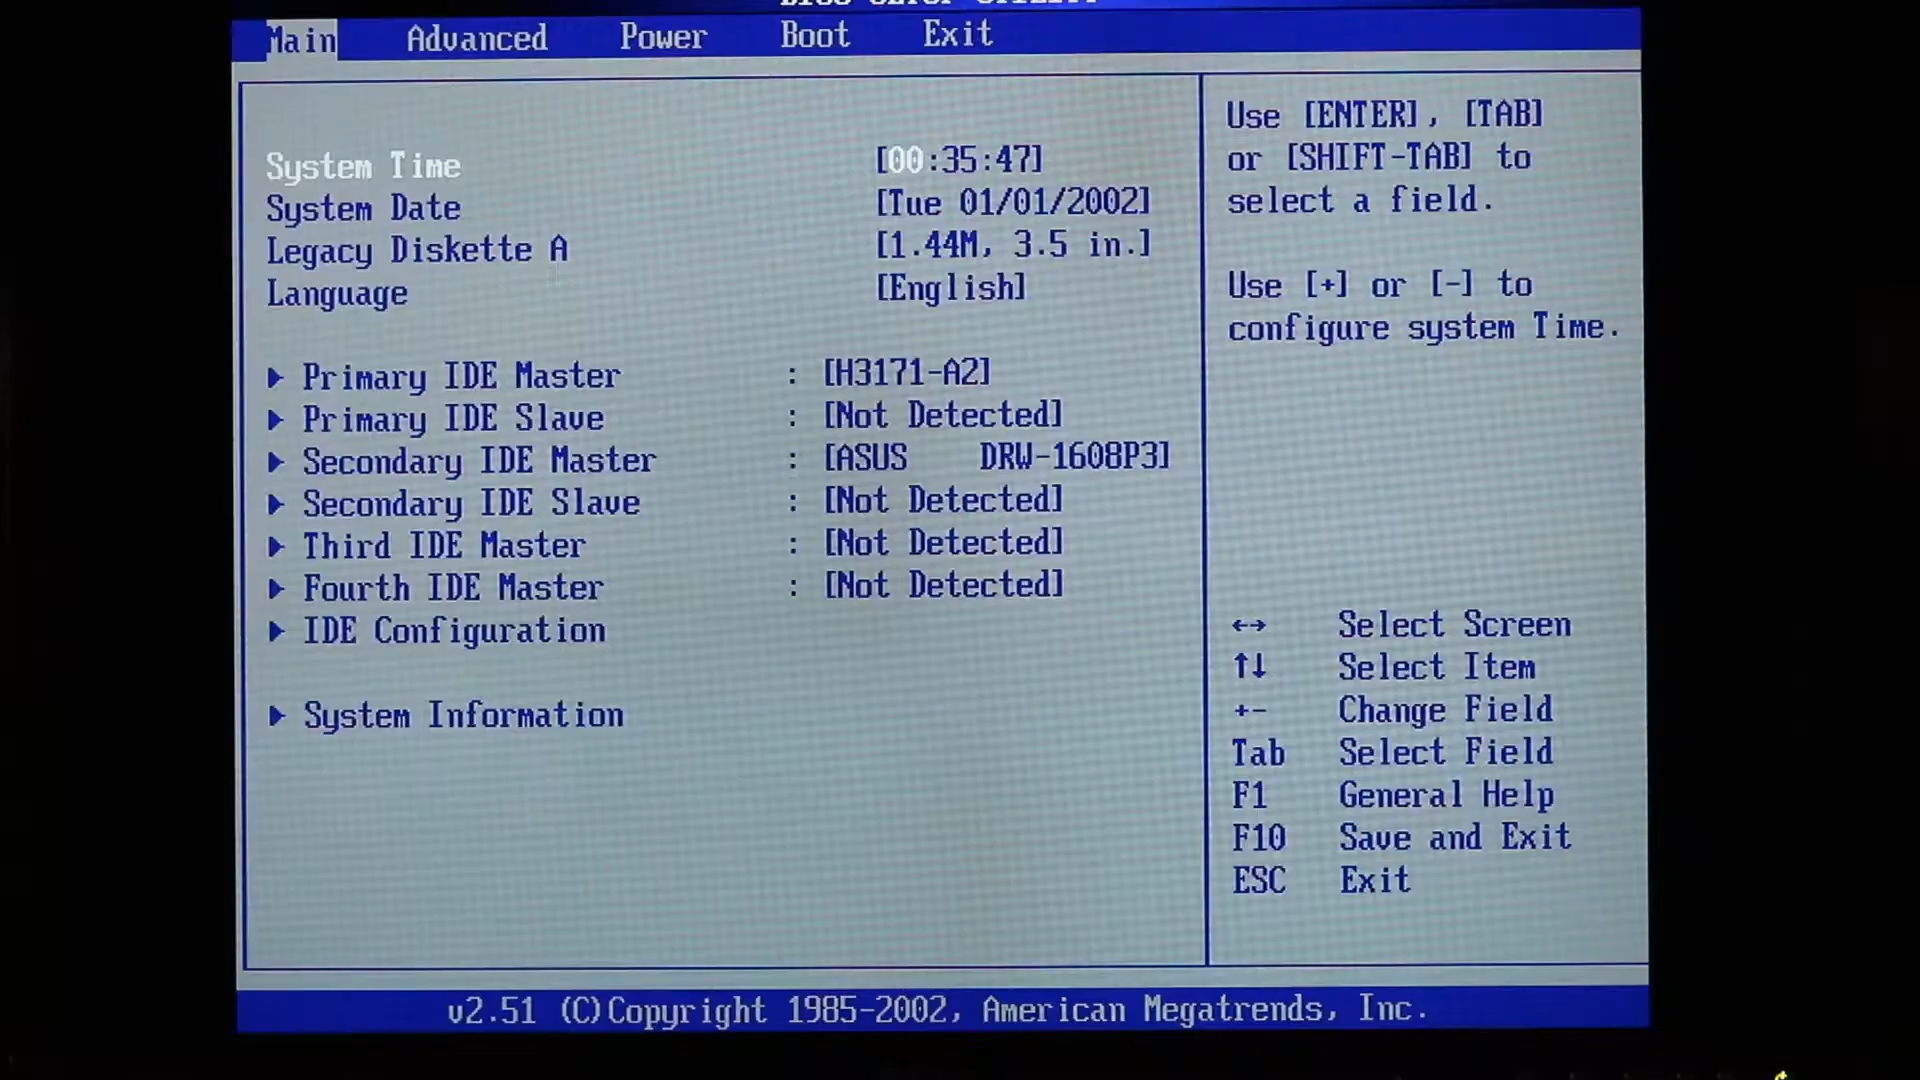 BIOS SETUP UTILITY
Main Advanced Power Boot Exit
System Time [00:35:47]
System Date [Tue 01/01/2002]
Legacy Diskette A [1.44M, 3.5 in.]
Language [English]
Primary IDE Master : [H3171-A2]
Primary IDE Slave : [Not Detected]
Secondary IDE Master : [ASUS DRW-1608P3]
Secondary IDE Slave : [Not Detected]
Third IDE Master : [Not Detected]
Fourth IDE Master : [Not Detected]
IDE Configuration
System Information
Use [ENTER], [TAB]
or [SHIFT-TAB] to
select a field.
Use [+] or [-] to
configure system Time.
↔ Select Screen
↑↓ Select Item
+- Change Field
Tab Select Field
F1 General Help
F10 Save and Exit
ESC Exit
v2.51 (C)Copyright 1985-2002, American Megatrends, Inc.